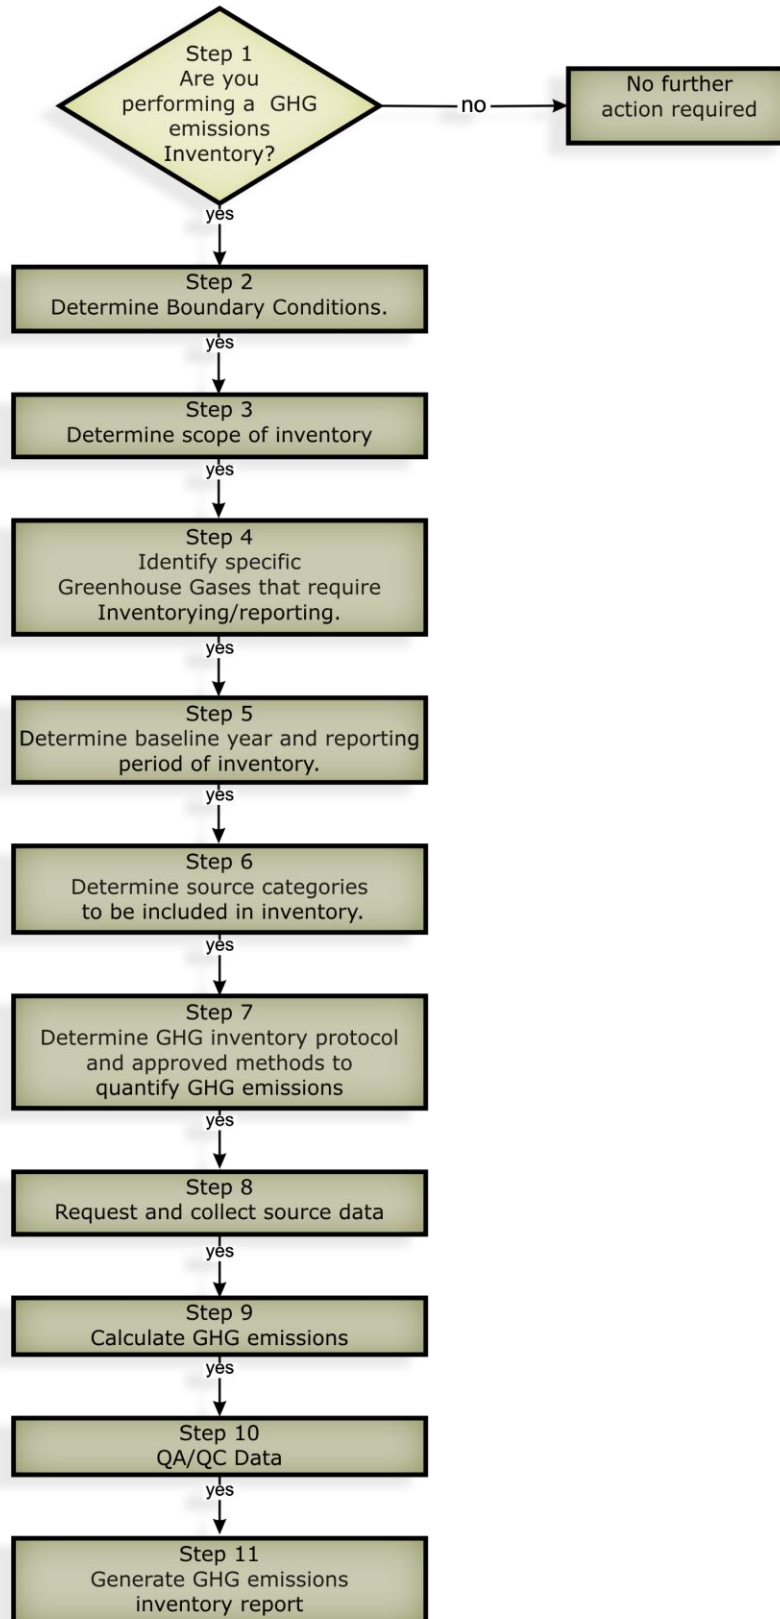 Step 1
Are you
performing a GHG
emissions
Inventory?
no
No further
action required
yes
Step 2
Determine Boundary Conditions.
yes
Step 3
Determine scope of inventory
yes
Step 4
Identify specific
Greenhouse Gases that require
Inventorying/reporting.
yes
Step 5
Determine baseline year and reporting
period of inventory.
yes
Step 6
Determine source categories
to be included in inventory.
yes
Step 7
Determine GHG inventory protocol
and approved methods to
quantify GHG emissions
yes
Step 8
Request and collect source data
yes
Step 9
Calculate GHG emissions
yes
Step 10
QA/QC Data
yes
Step 11
Generate GHG emissions
inventory report